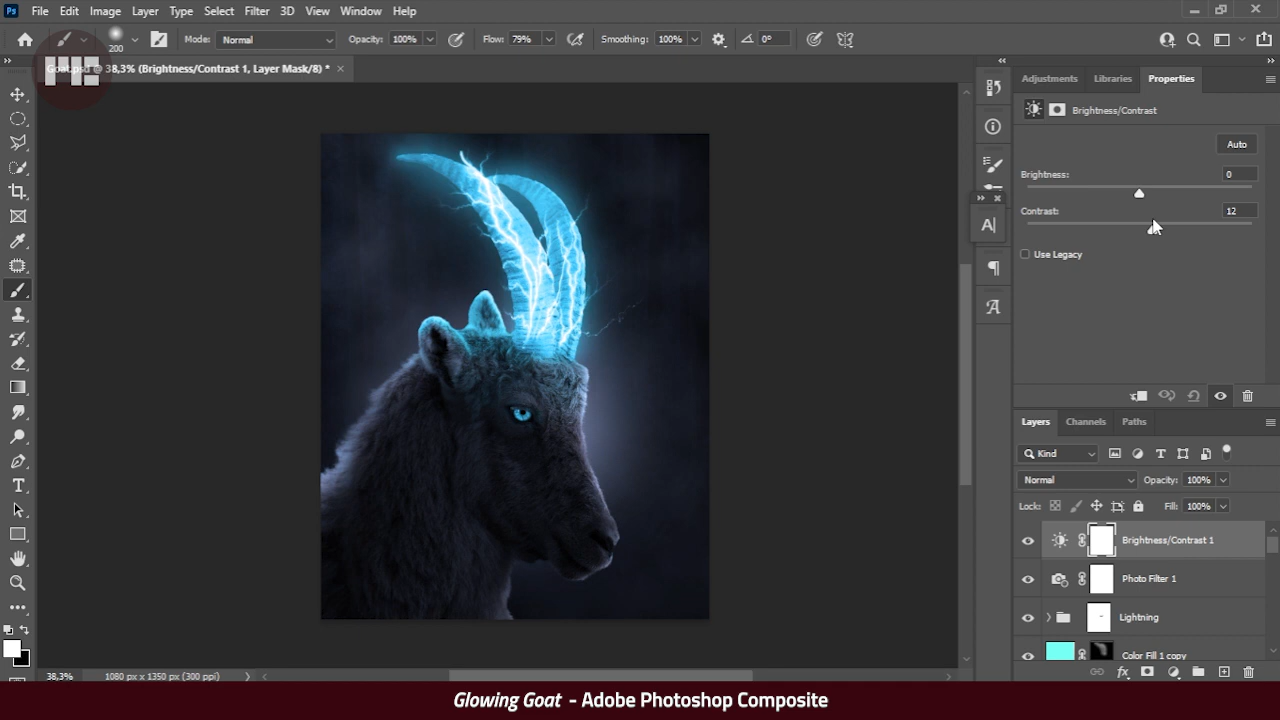 Ps File Edit Image Layer Type Select Filter 3D View Window Help
200 Mode: Normal Opacity: 100% Flow: 79% Smoothing: 100% 0°
Goat.psd @ 38,3% (Brightness/Contrast 1, Layer Mask/8) *
Adjustments Libraries Properties
Brightness/Contrast
Auto
Brightness: 0
Contrast: 12
Use Legacy
Layers Channels Paths
Kind
Normal Opacity: 100%
Lock: Fill: 100%
Brightness/Contrast 1
Photo Filter 1
Lightning
Color Fill 1 copy
38,3% 1080 px x 1350 px (300 ppi)
Glowing Goat - Adobe Photoshop Composite